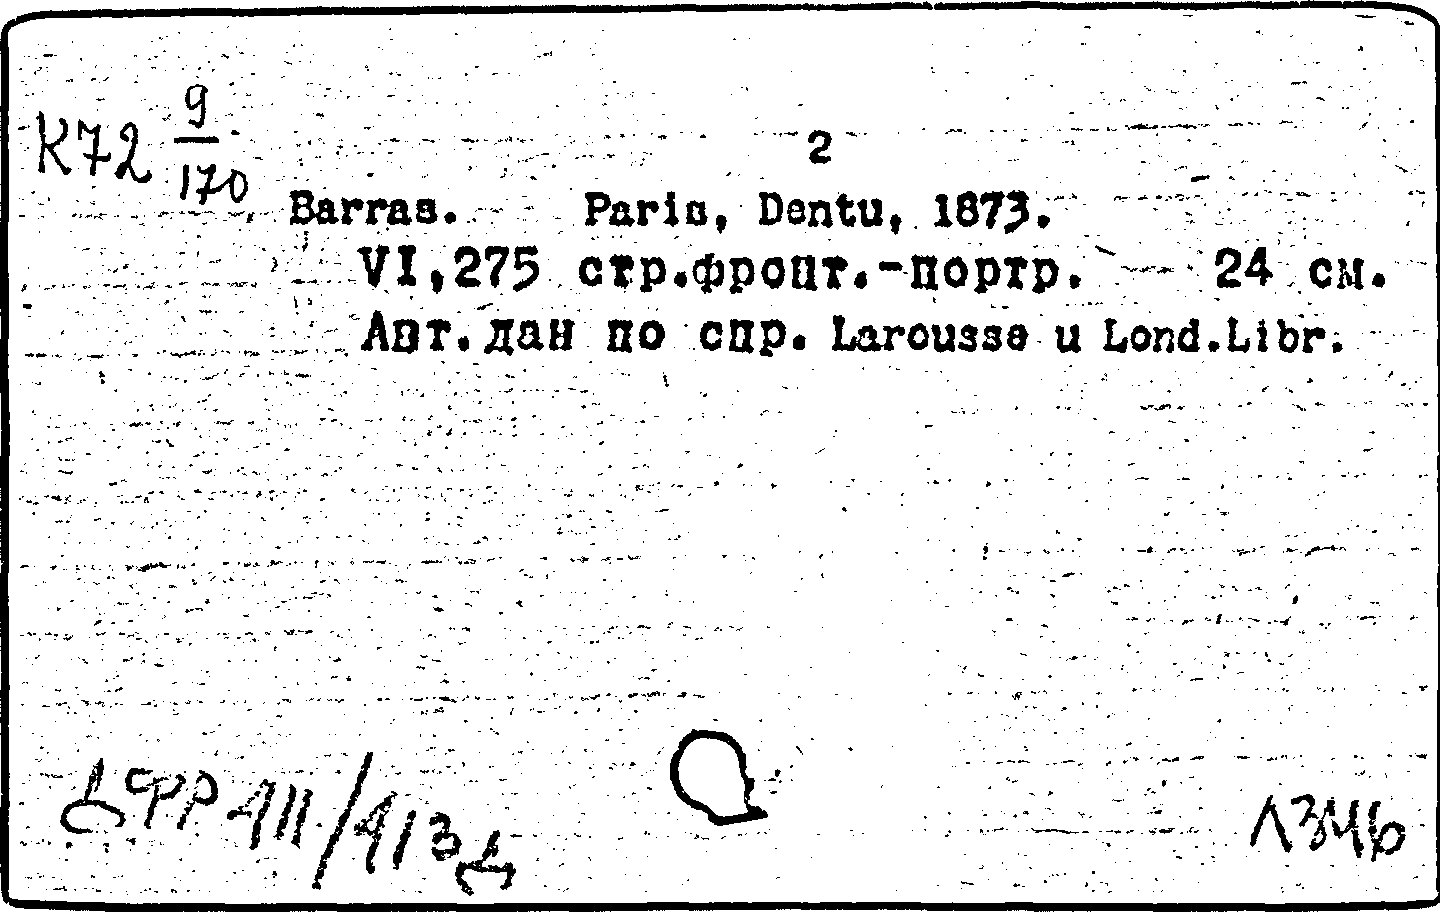 К72 9/170
2
Barras. Paris, Dentu, 1873.
VI,275 стр.фронт.-портр. 24 см.
Авт.дан по спр. Larousse и Lond.Libr.
Л346